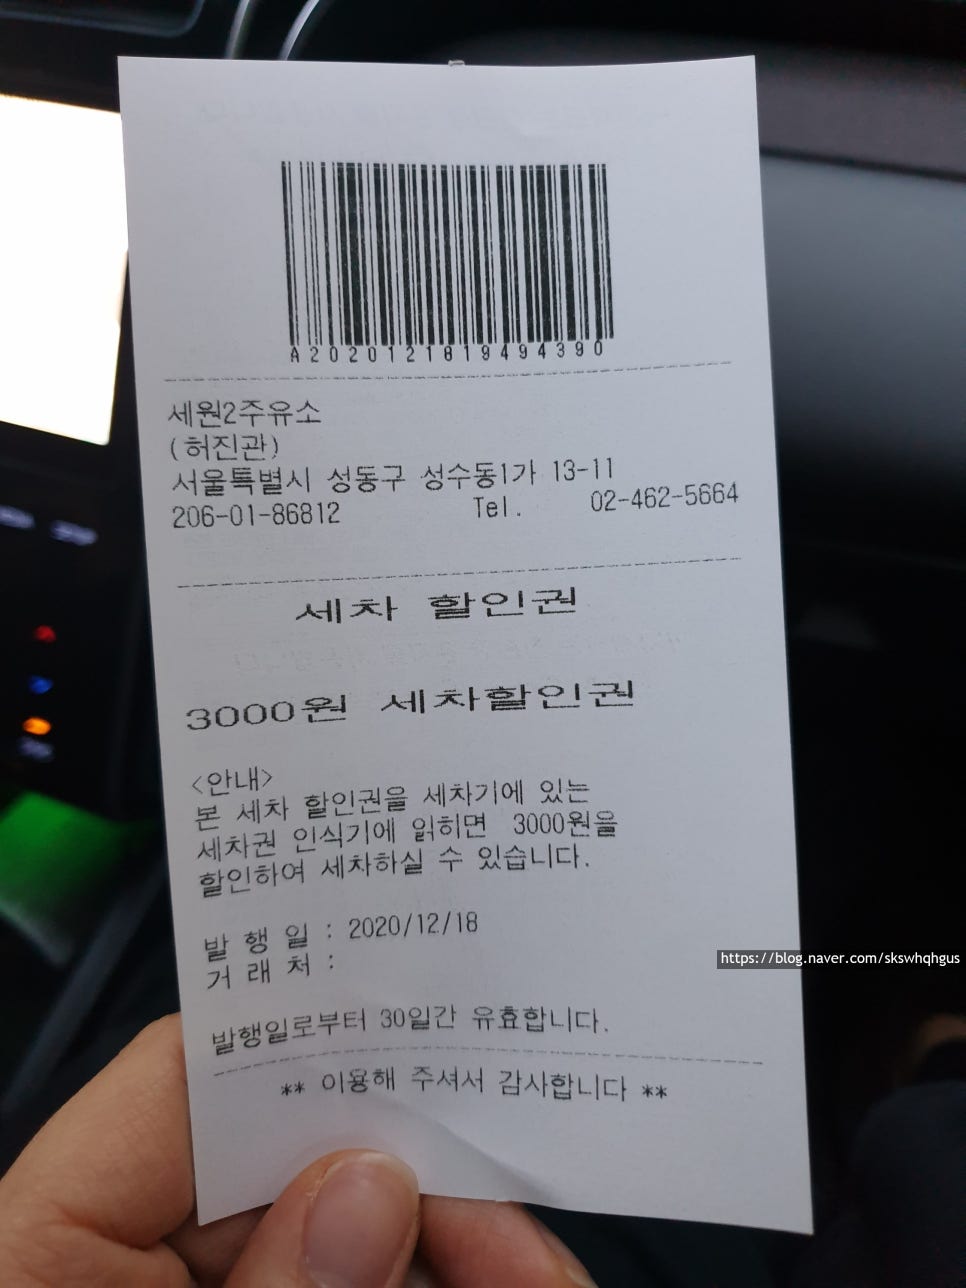 A2020121819494390
세원2주유소
(허진관)
서울특별시 성동구 성수동1가 13-11
206-01-86812 Tel. 02-462-5664
세차 할인권
3000원 세차할인권
<안내>
본 세차 할인권을 세차기에 있는
세차권 인식기에 읽히면 3000원을
할인하여 세차하실 수 있습니다.
발 행 일 : 2020/12/18
거 래 처 :
발행일로부터 30일간 유효합니다.
** 이용해 주셔서 감사합니다 **
https://blog.naver.com/skswhqhgus